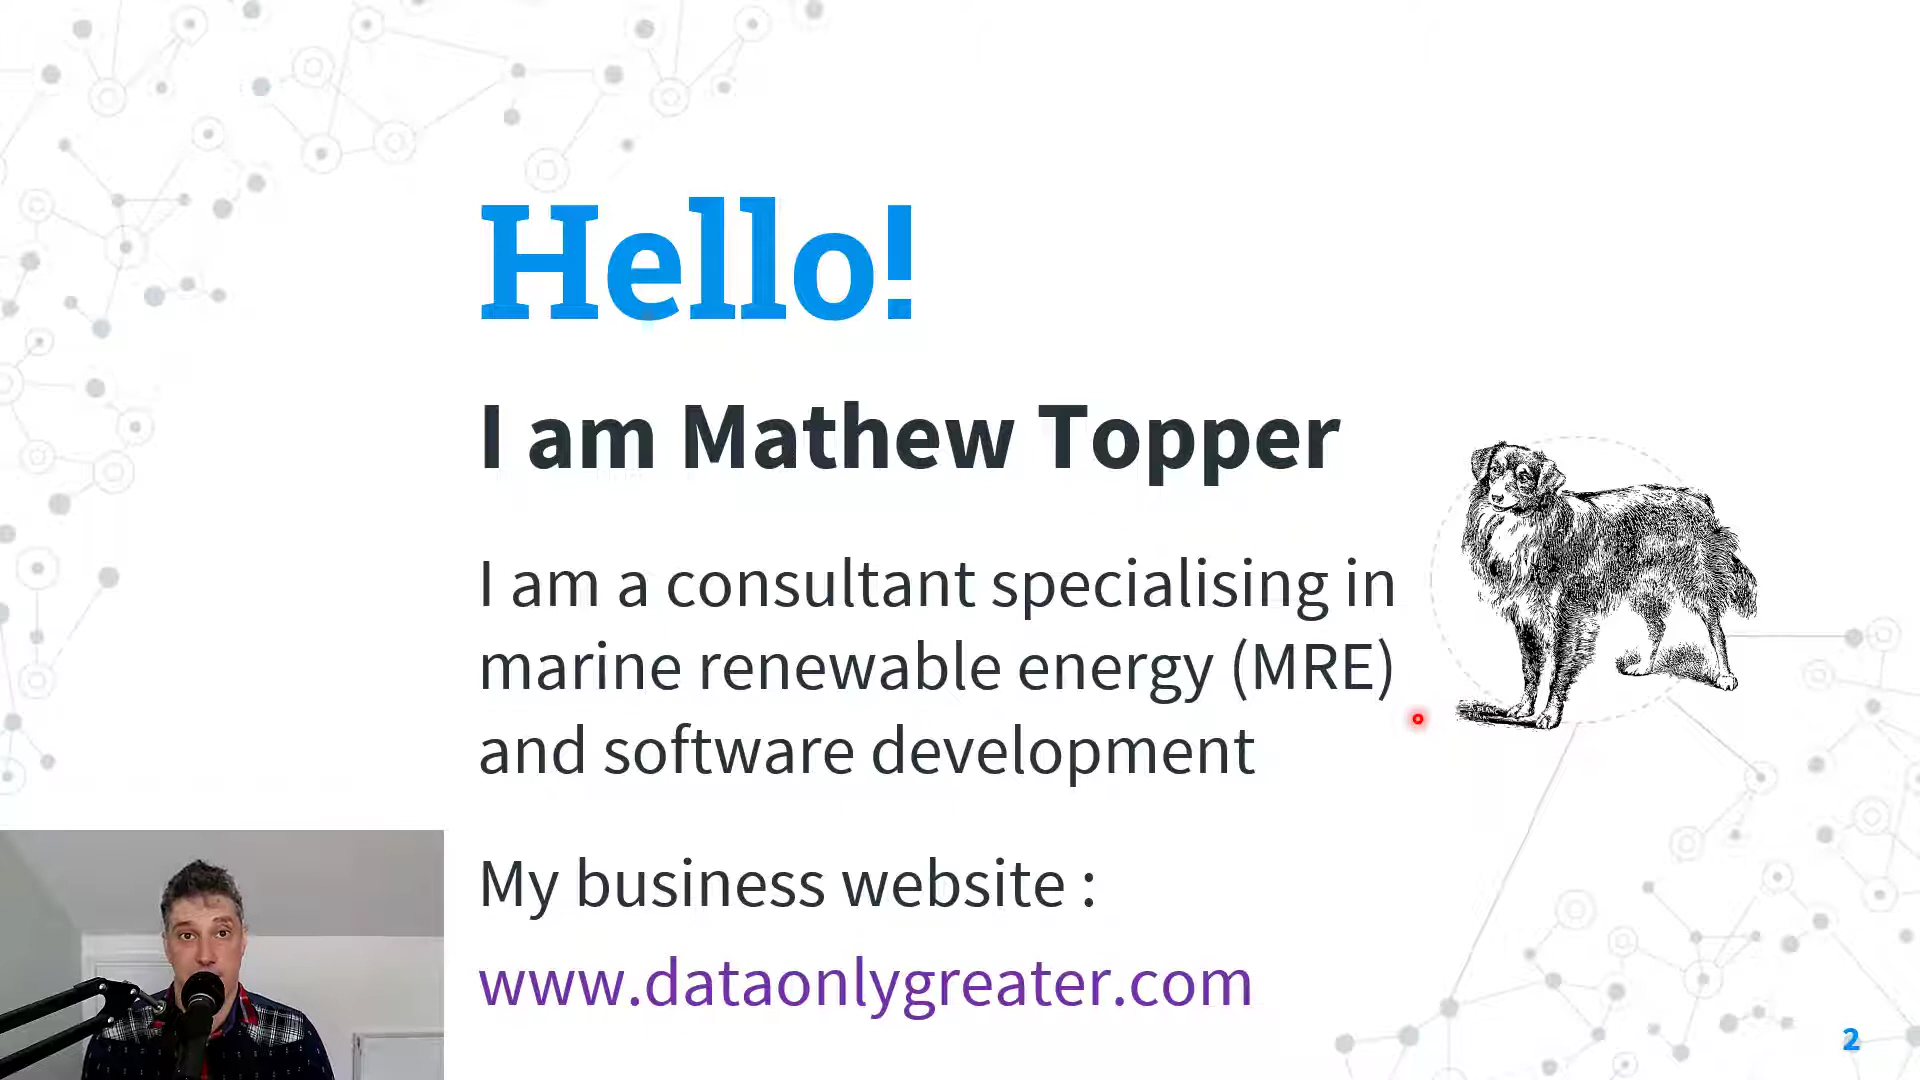 Hello!
I am Mathew Topper
I am a consultant specialising in
marine renewable energy (MRE)
and software development
My business website :
www.dataonlygreater.com
2